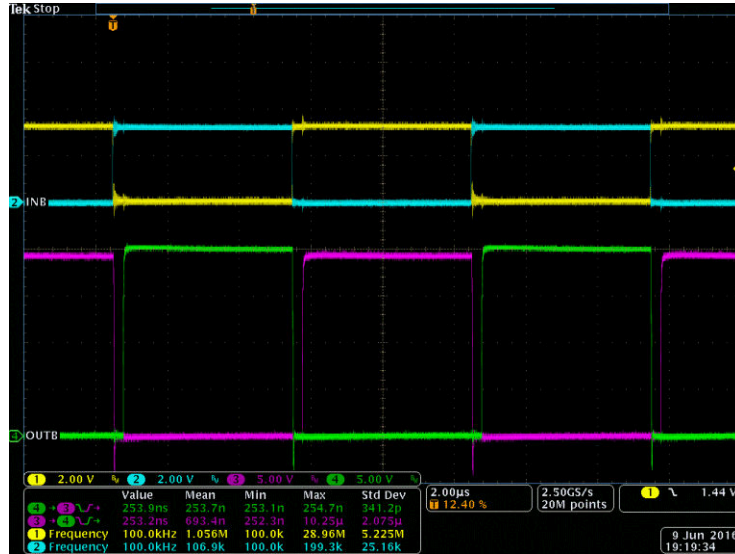 Tek Stop
T
2 INB
4 OUTB
1 2.00 V 2 2.00 V 3 5.00 V 4 5.00 V
Value Mean Min Max Std Dev
4 → 3 253.9ns 253.7n 253.1n 254.7n 341.2p
3 → 4 253.2ns 693.4n 252.3n 10.25µ 2.075µ
1 Frequency 100.0kHz 1.056M 100.0k 28.96M 5.225M
2 Frequency 100.0kHz 106.9k 100.0k 199.3k 25.16k
2.00µs
T 12.40 %
2.50GS/s
20M points
1 1.44 V
9 Jun 2016
19:19:34